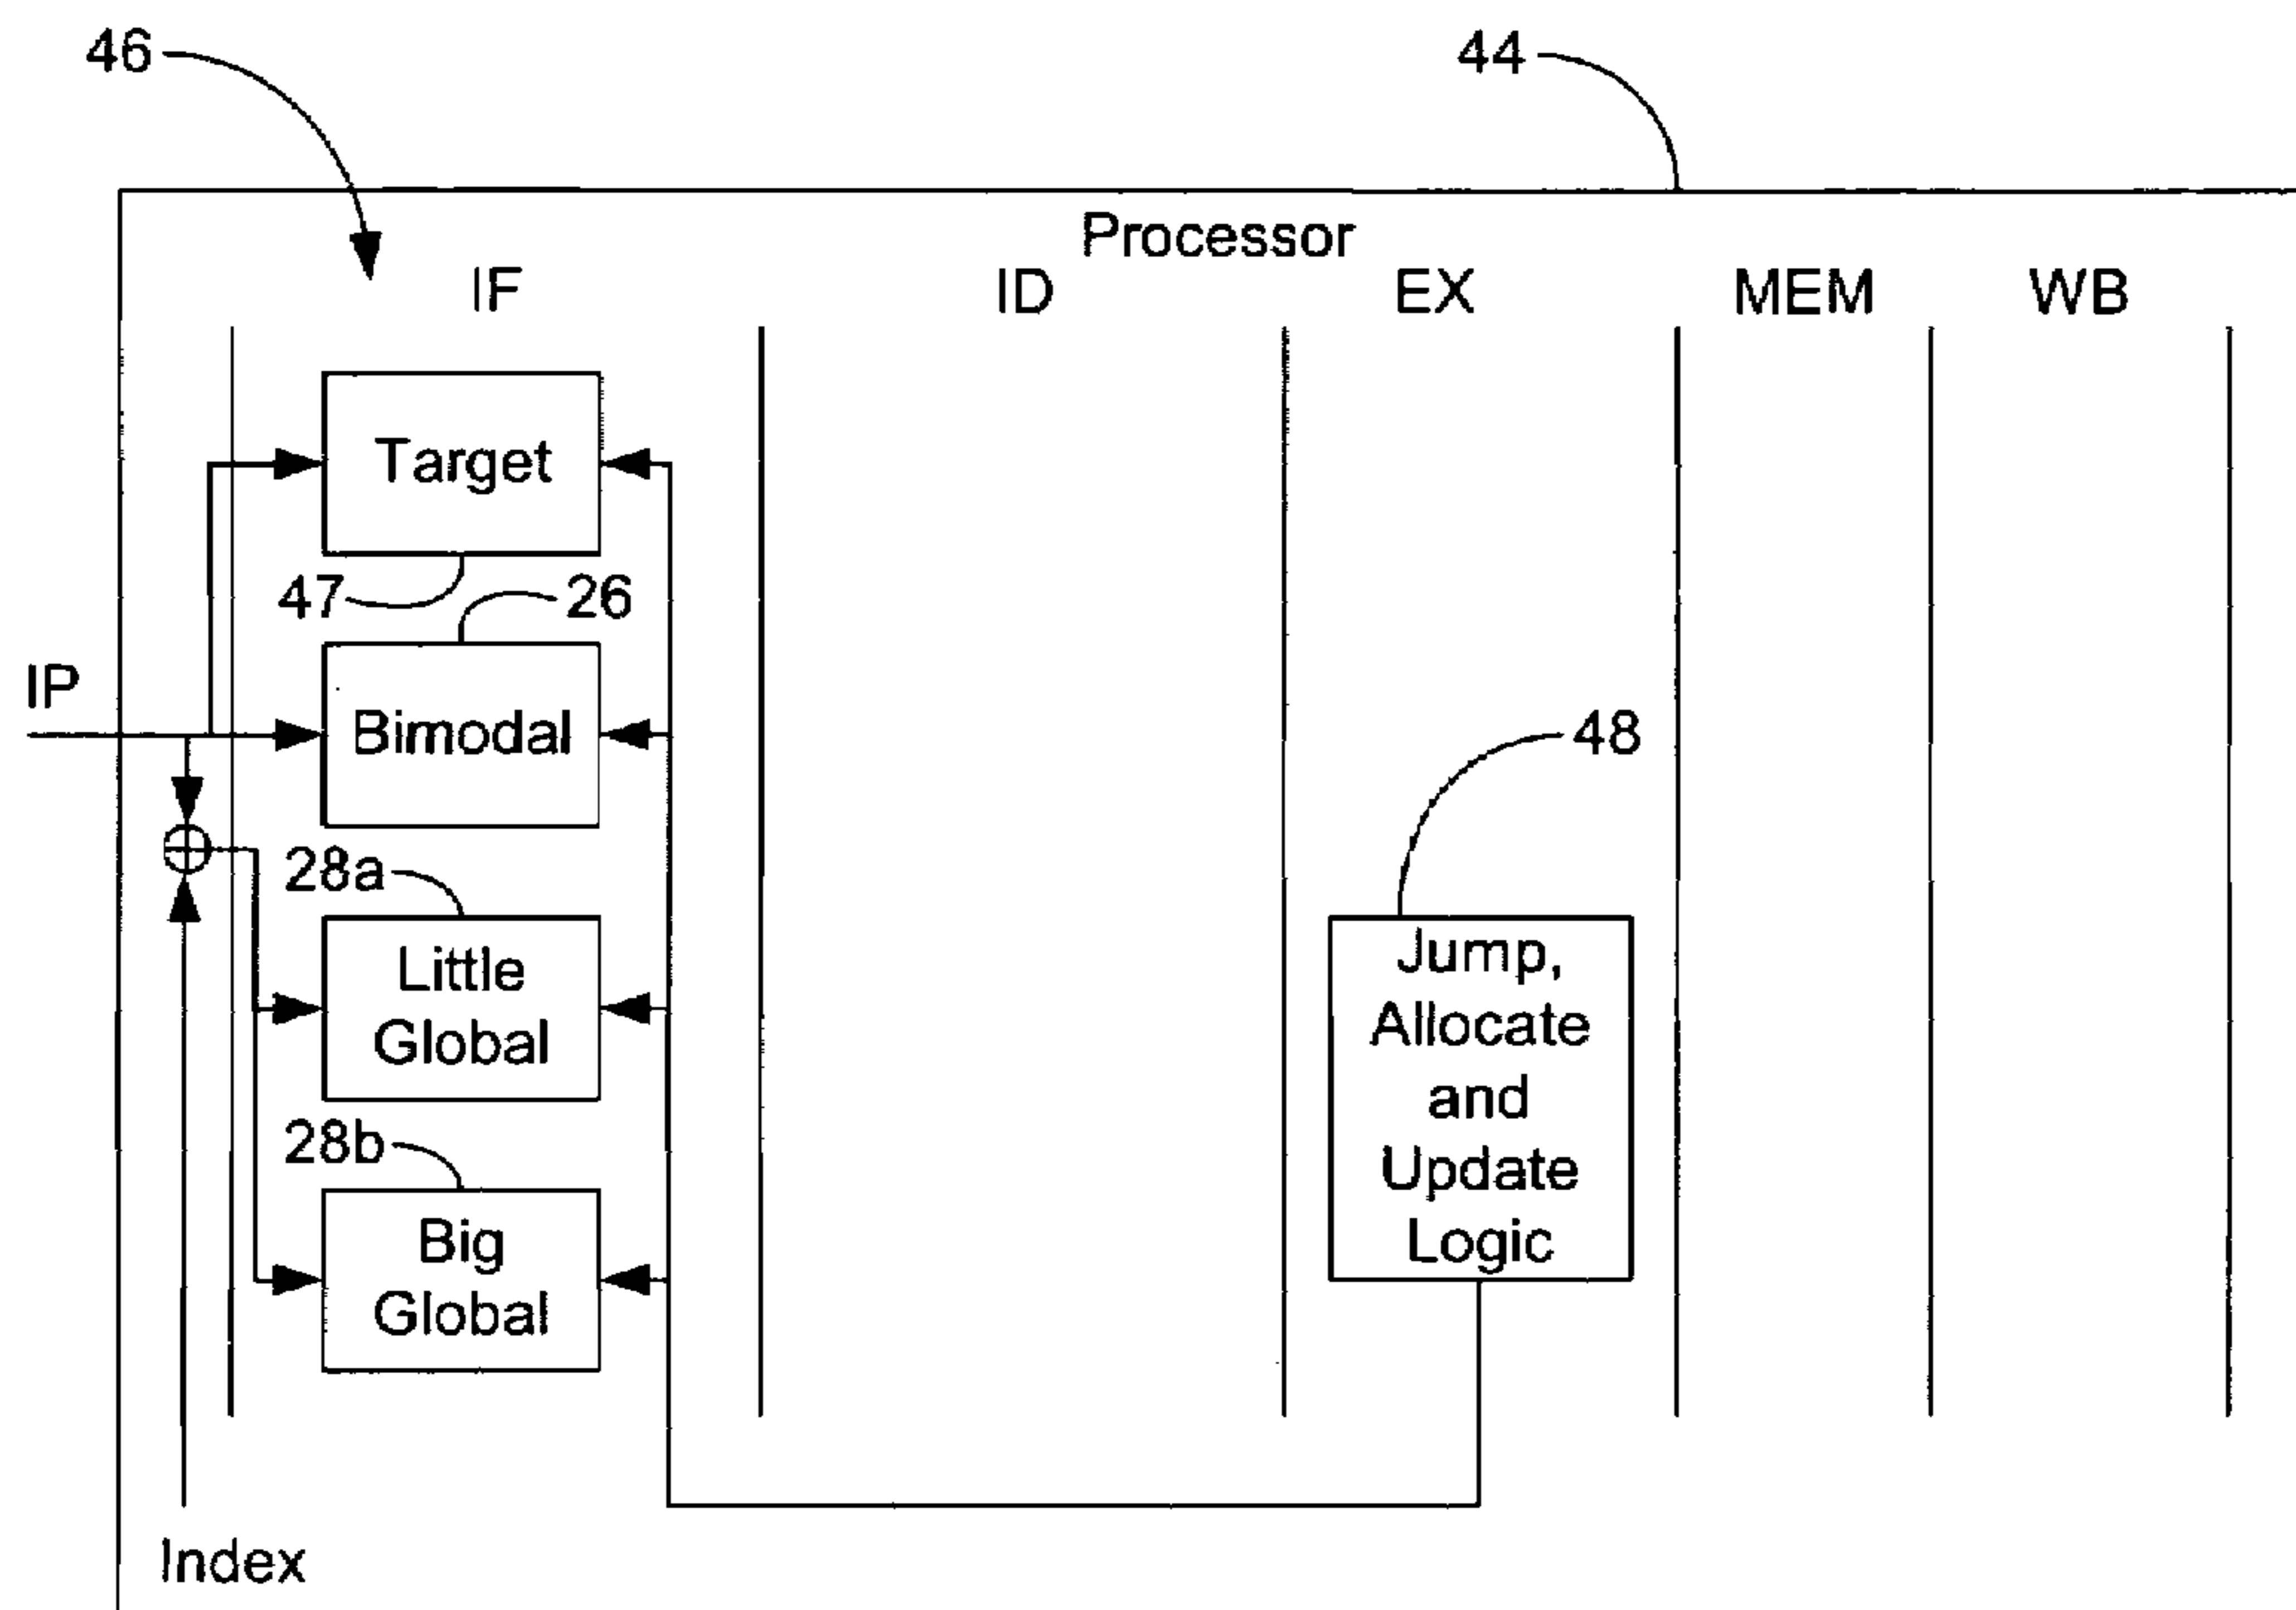 46
44
Processor
IF
ID
EX
MEM
WB
Target
47
26
IP
Bimodal
48
28a
Little
Global
28b
Big
Global
Jump,
Allocate
and
Update
Logic
Index